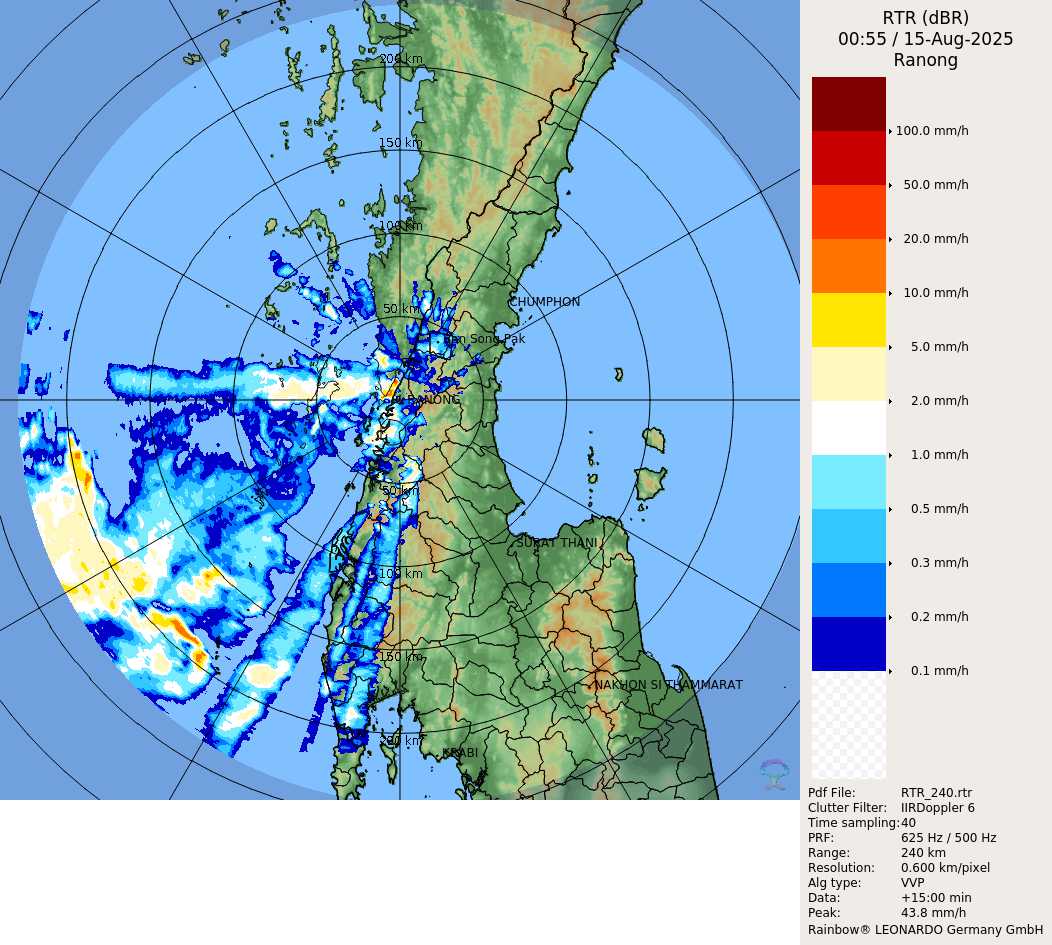 200 km
150 km
100 km
50 km
CHUMPHON
Ban Song Pak
RANONG
50 km
SURAT THANI
100 km
150 km
NAKHON SI THAMMARAT
200 km
KRABI
RTR (dBR)
00:55 / 15-Aug-2025
Ranong
100.0 mm/h
50.0 mm/h
20.0 mm/h
10.0 mm/h
5.0 mm/h
2.0 mm/h
1.0 mm/h
0.5 mm/h
0.3 mm/h
0.2 mm/h
0.1 mm/h
Pdf File: RTR_240.rtr
Clutter Filter: IIRDoppler 6
Time sampling:40
PRF: 625 Hz / 500 Hz
Range: 240 km
Resolution: 0.600 km/pixel
Alg type: VVP
Data: +15:00 min
Peak: 43.8 mm/h
Rainbow® LEONARDO Germany GmbH